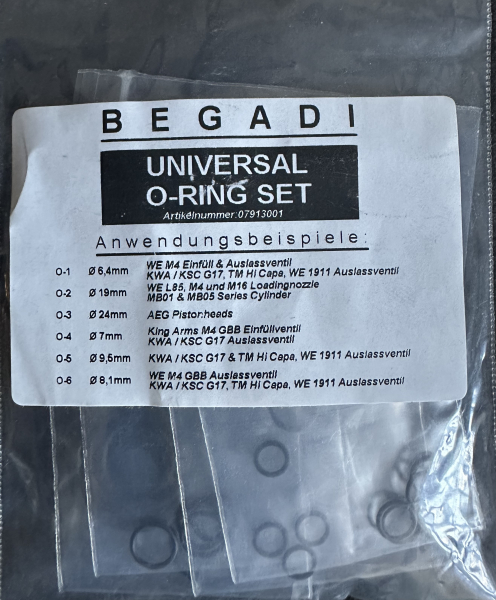 BEGADI
UNIVERSAL
O-RING SET
Artikelnummer:07913001
Anwendungsbeispiele:
O-1 Ø 6,4mm WE M4 Einfüll & Auslassventil
KWA / KSC G17, TM Hi Capa, WE 1911 Auslassventil
O-2 Ø 19mm WE L85, M4 und M16 Loadingnozzle
MB01 & MB05 Series Cylinder
O-3 Ø 24mm AEG Pistonheads
O-4 Ø 7mm King Arms M4 GBB Einfüllventil
KWA / KSC G17 Auslassventil
O-5 Ø 9,5mm KWA / KSC G17 & TM Hi Capa, WE 1911 Auslassventil
O-6 Ø 8,1mm WE M4 GBB Auslassventil
KWA / KSC G17, TM Hi Capa, WE 1911 Auslassventil